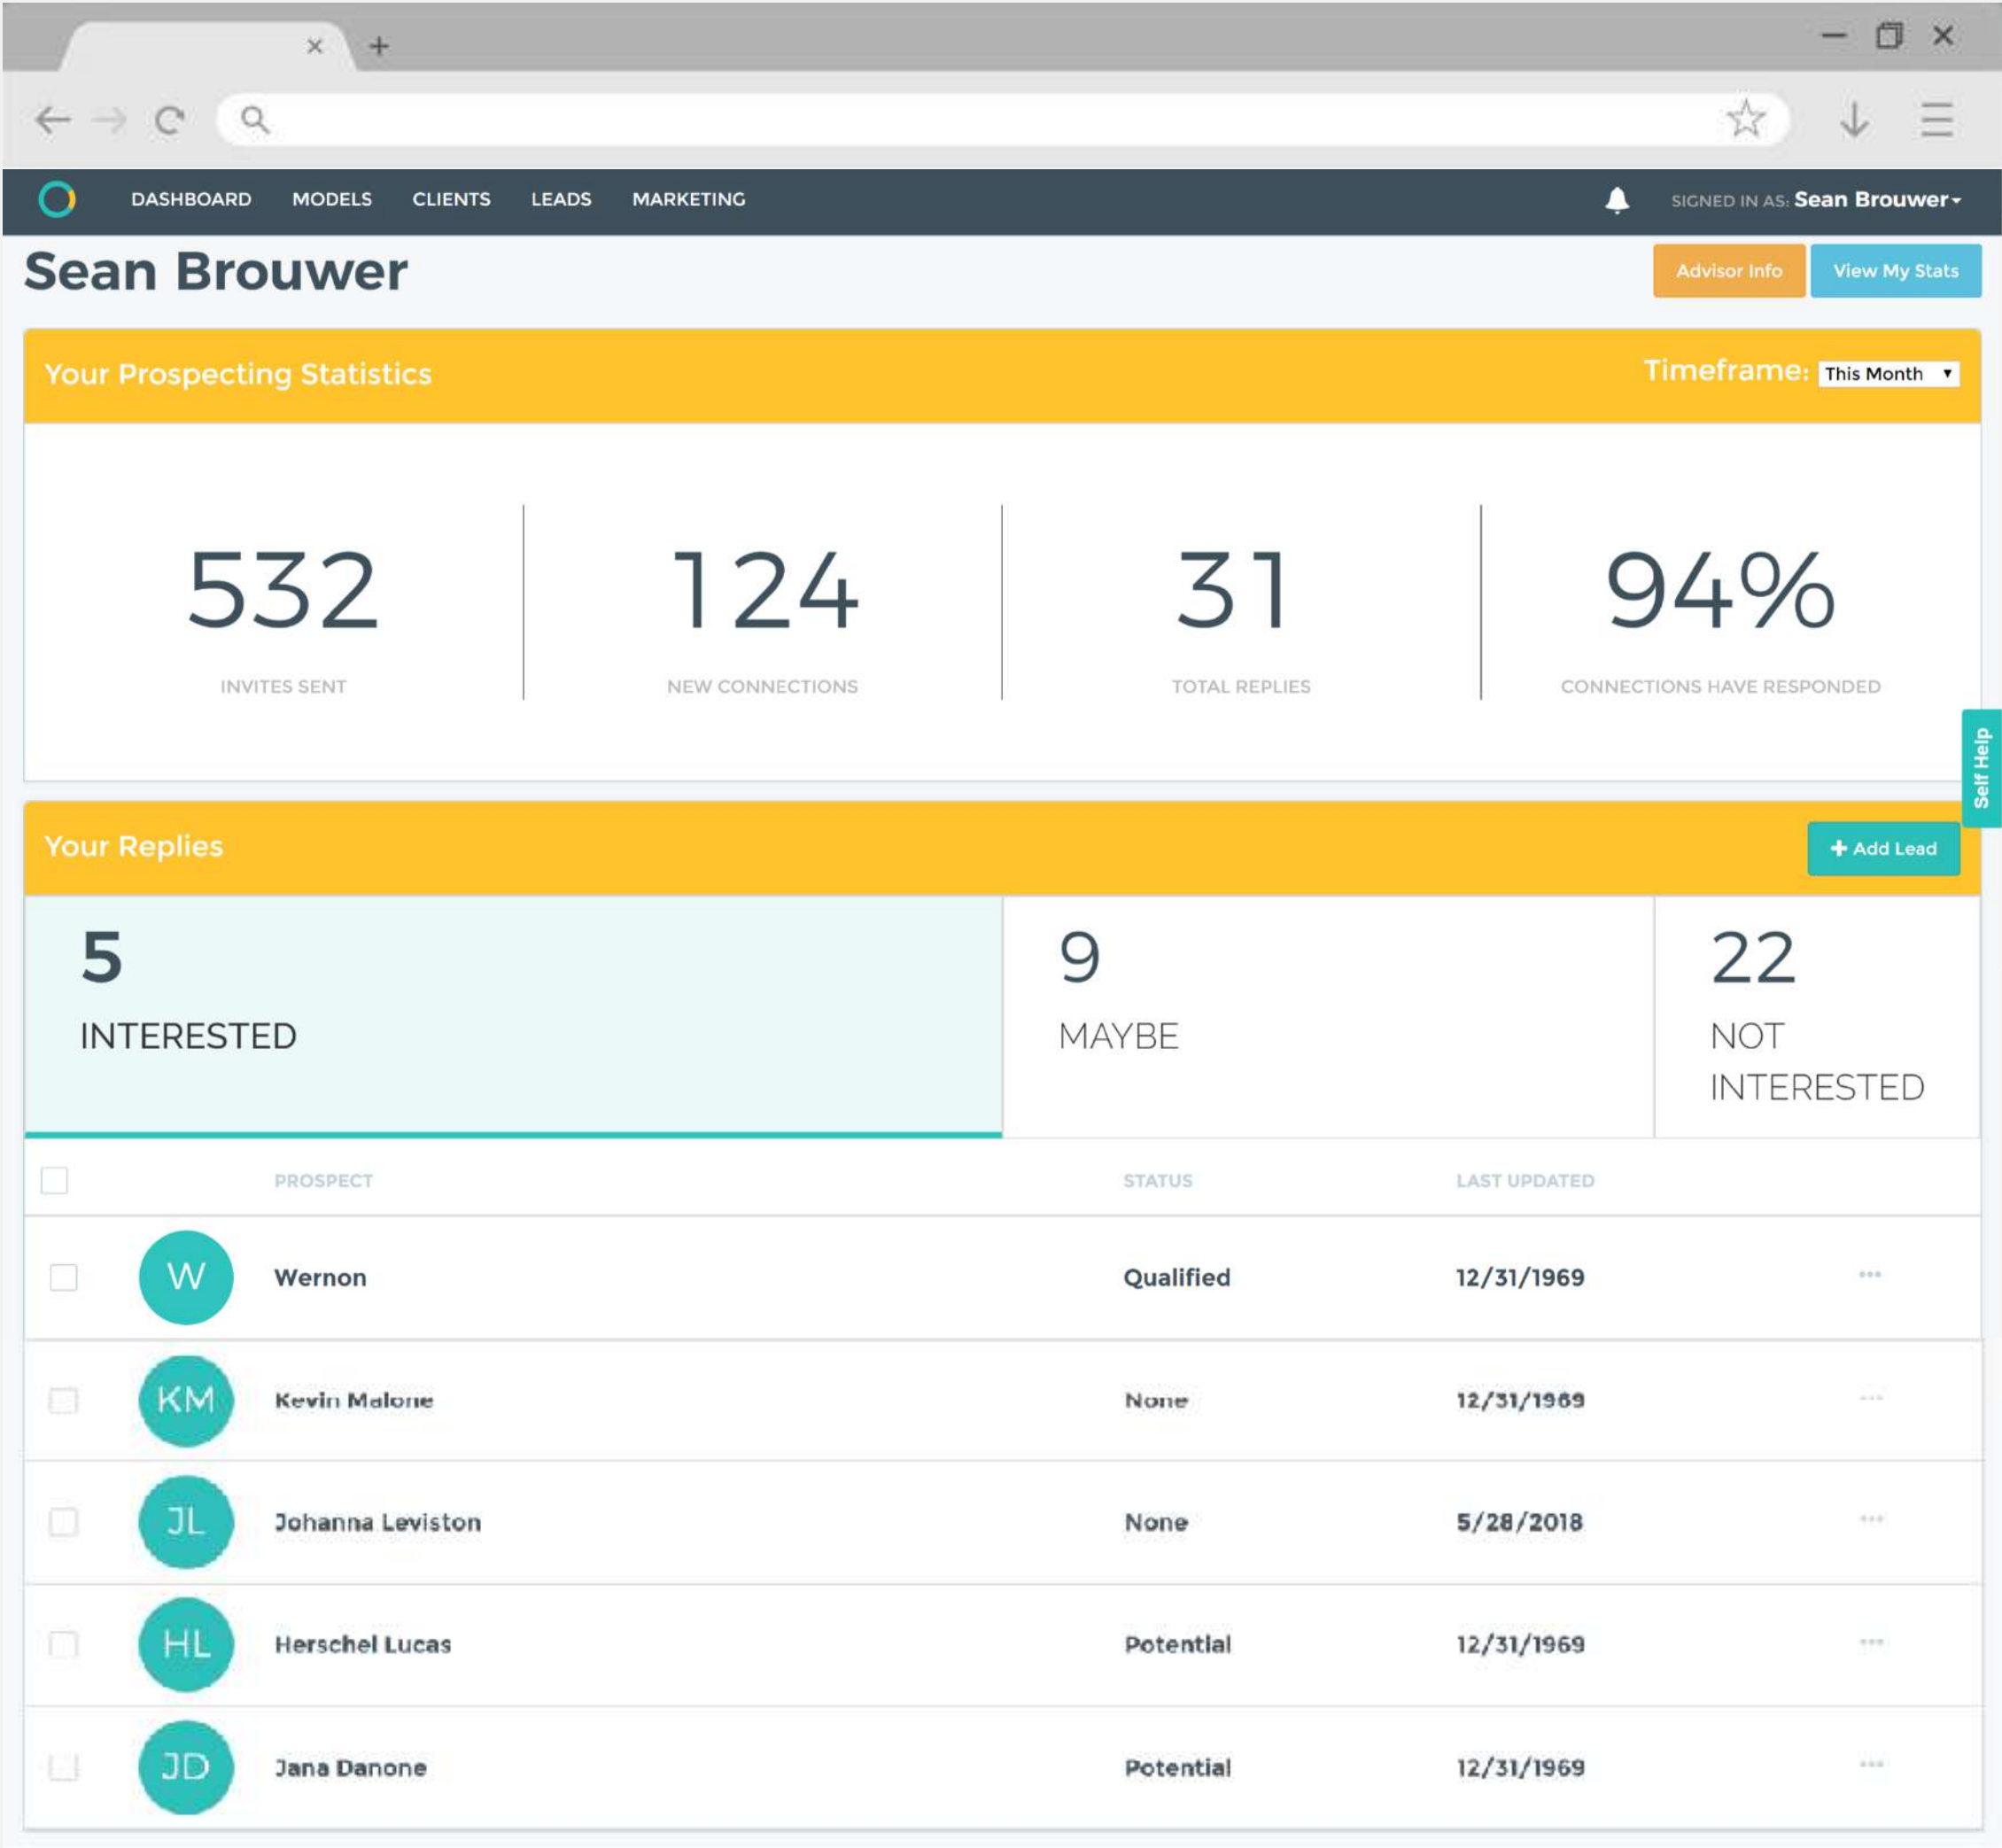 DASHBOARD MODELS CLIENTS LEADS MARKETING SIGNED IN AS: Sean Brouwer
Sean Brouwer
Advisor Info View My Stats
Your Prospecting Statistics
Timeframe: This Month
532 124 31 94%
INVITES SENT NEW CONNECTIONS TOTAL REPLIES CONNECTIONS HAVE RESPONDED
Self Help
Your Replies
+ Add Lead
5 9 22
INTERESTED MAYBE NOT
INTERESTED
PROSPECT STATUS LAST UPDATED
W Wernon Qualified 12/31/1969 ...
KM Kevin Malone None 12/31/1969 ...
JL Johanna Leviston None 5/28/2018 ...
HL Herschel Lucas Potential 12/31/1969 ...
JD Jana Danone Potential 12/31/1969 ...